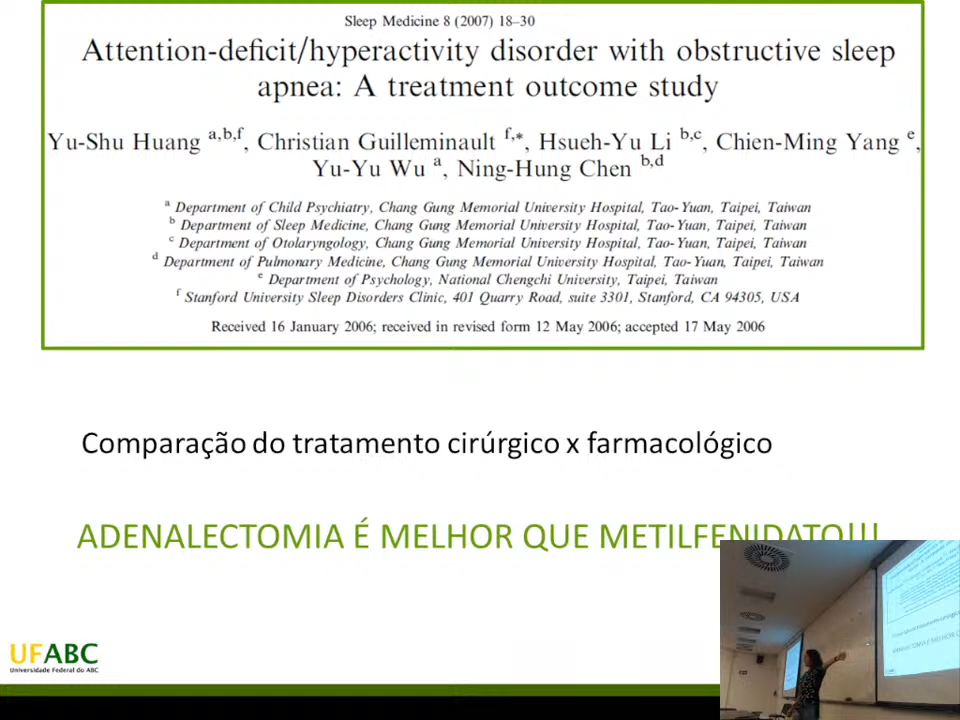 Sleep Medicine 8 (2007) 18–30
Attention-deficit/hyperactivity disorder with obstructive sleep
apnea: A treatment outcome study
Yu-Shu Huang a,b,f, Christian Guilleminault f,*, Hsueh-Yu Li b,c, Chien-Ming Yang e,
Yu-Yu Wu a, Ning-Hung Chen b,d
a Department of Child Psychiatry, Chang Gung Memorial University Hospital, Tao-Yuan, Taipei, Taiwan
b Department of Sleep Medicine, Chang Gung Memorial University Hospital, Tao-Yuan, Taipei, Taiwan
c Department of Otolaryngology, Chang Gung Memorial University Hospital, Tao-Yuan, Taipei, Taiwan
d Department of Pulmonary Medicine, Chang Gung Memorial University Hospital, Tao-Yuan, Taipei, Taiwan
e Department of Psychology, National Chengchi University, Taipei, Taiwan
f Stanford University Sleep Disorders Clinic, 401 Quarry Road, suite 3301, Stanford, CA 94305, USA
Received 16 January 2006; received in revised form 12 May 2006; accepted 17 May 2006
Comparação do tratamento cirúrgico x farmacológico
ADENALECTOMIA É MELHOR QUE METILFENIDATO!!!
UFABC
Universidade Federal do ABC